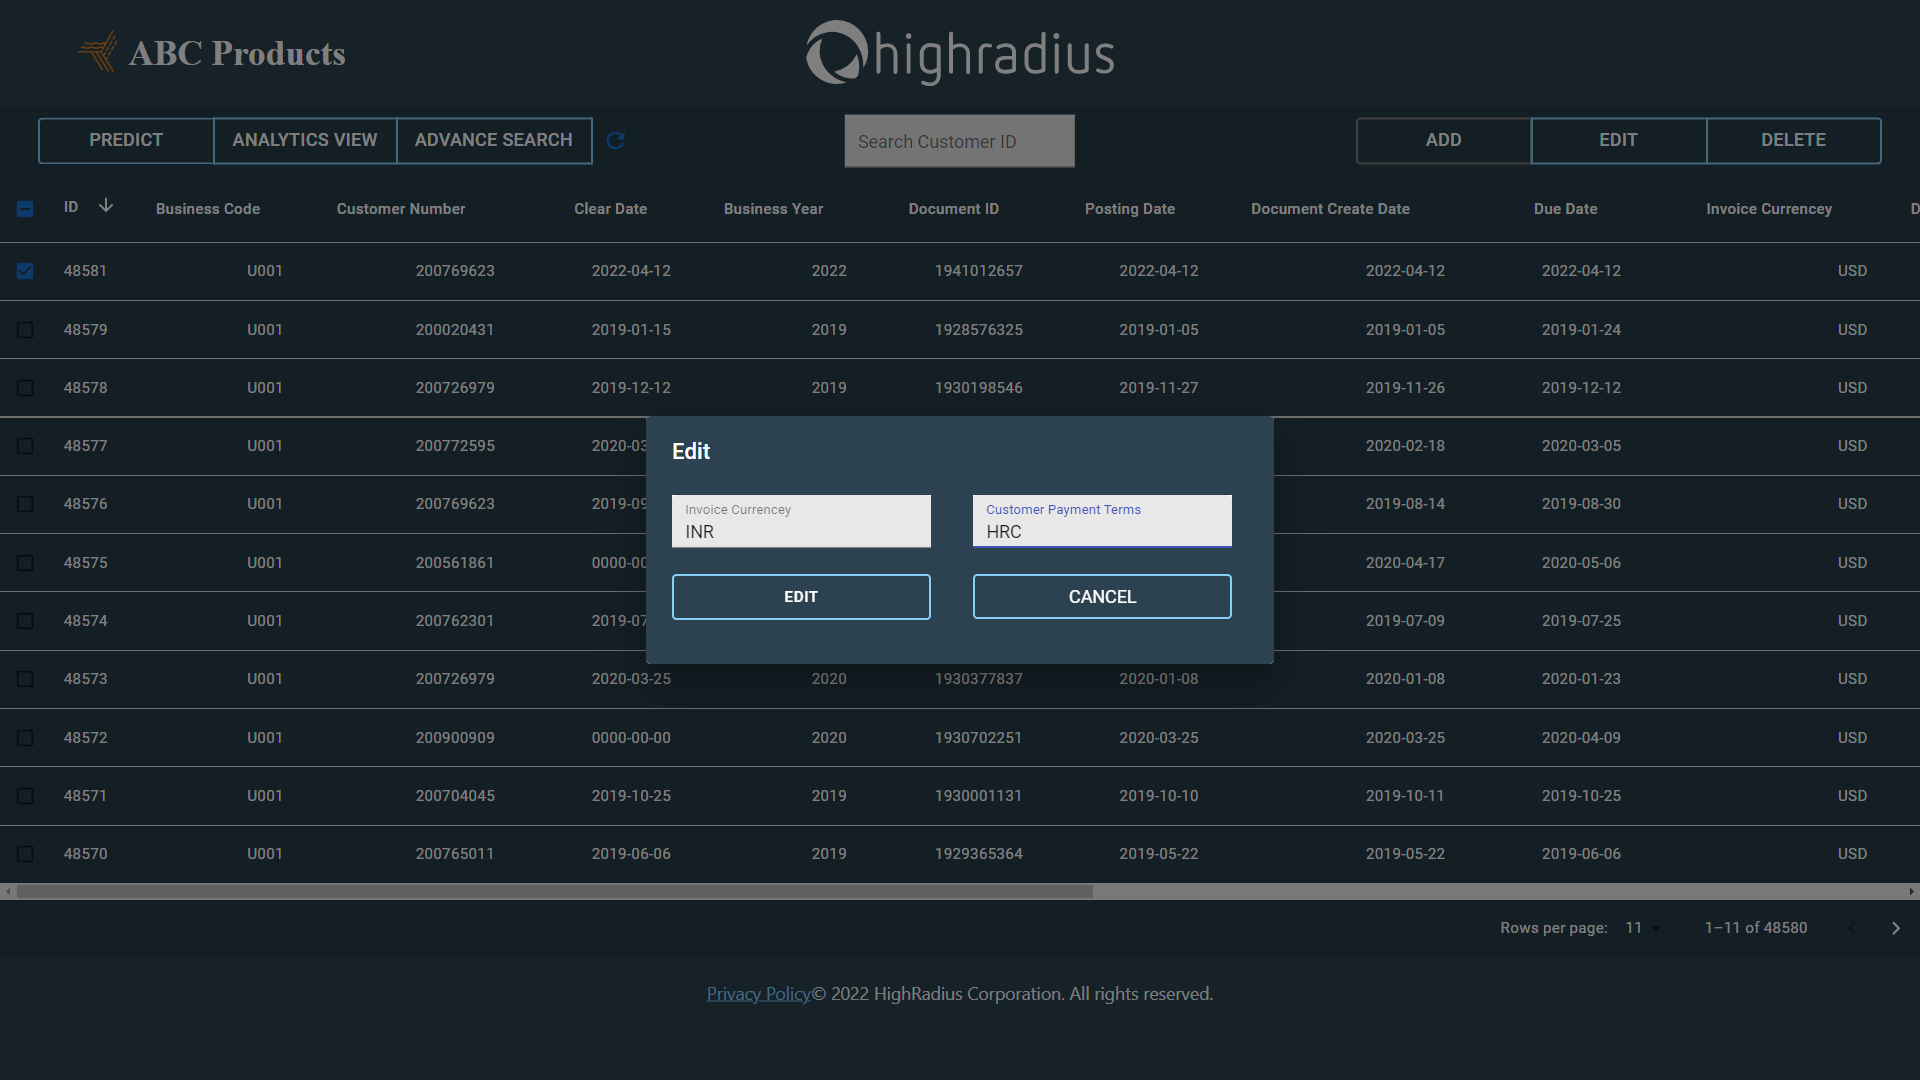 ABC Products
highradius
PREDICT ANALYTICS VIEW ADVANCE SEARCH Search Customer ID ADD EDIT DELETE
ID Business Code Customer Number Clear Date Business Year Document ID Posting Date Document Create Date Due Date Invoice Currencey D
48581 U001 200769623 2022-04-12 2022 1941012657 2022-04-12 2022-04-12 2022-04-12 USD
48579 U001 200020431 2019-01-15 2019 1928576325 2019-01-05 2019-01-05 2019-01-24 USD
48578 U001 200726979 2019-12-12 2019 1930198546 2019-11-27 2019-11-26 2019-12-12 USD
48577 U001 200772595 2020-03 2020-02-18 2020-03-05 USD
48576 U001 200769623 2019-09 2019-08-14 2019-08-30 USD
48575 U001 200561861 0000-00 2020-04-17 2020-05-06 USD
48574 U001 200762301 2019-07 2019-07-09 2019-07-25 USD
48573 U001 200726979 2020-03-25 2020 1930377837 2020-01-08 2020-01-08 2020-01-23 USD
48572 U001 200900909 0000-00-00 2020 1930702251 2020-03-25 2020-03-25 2020-04-09 USD
48571 U001 200704045 2019-10-25 2019 1930001131 2019-10-10 2019-10-11 2019-10-25 USD
48570 U001 200765011 2019-06-06 2019 1929365364 2019-05-22 2019-05-22 2019-06-06 USD
Edit
Invoice Currencey Customer Payment Terms
INR HRC
EDIT CANCEL
Rows per page: 11 1–11 of 48580
Privacy Policy© 2022 HighRadius Corporation. All rights reserved.